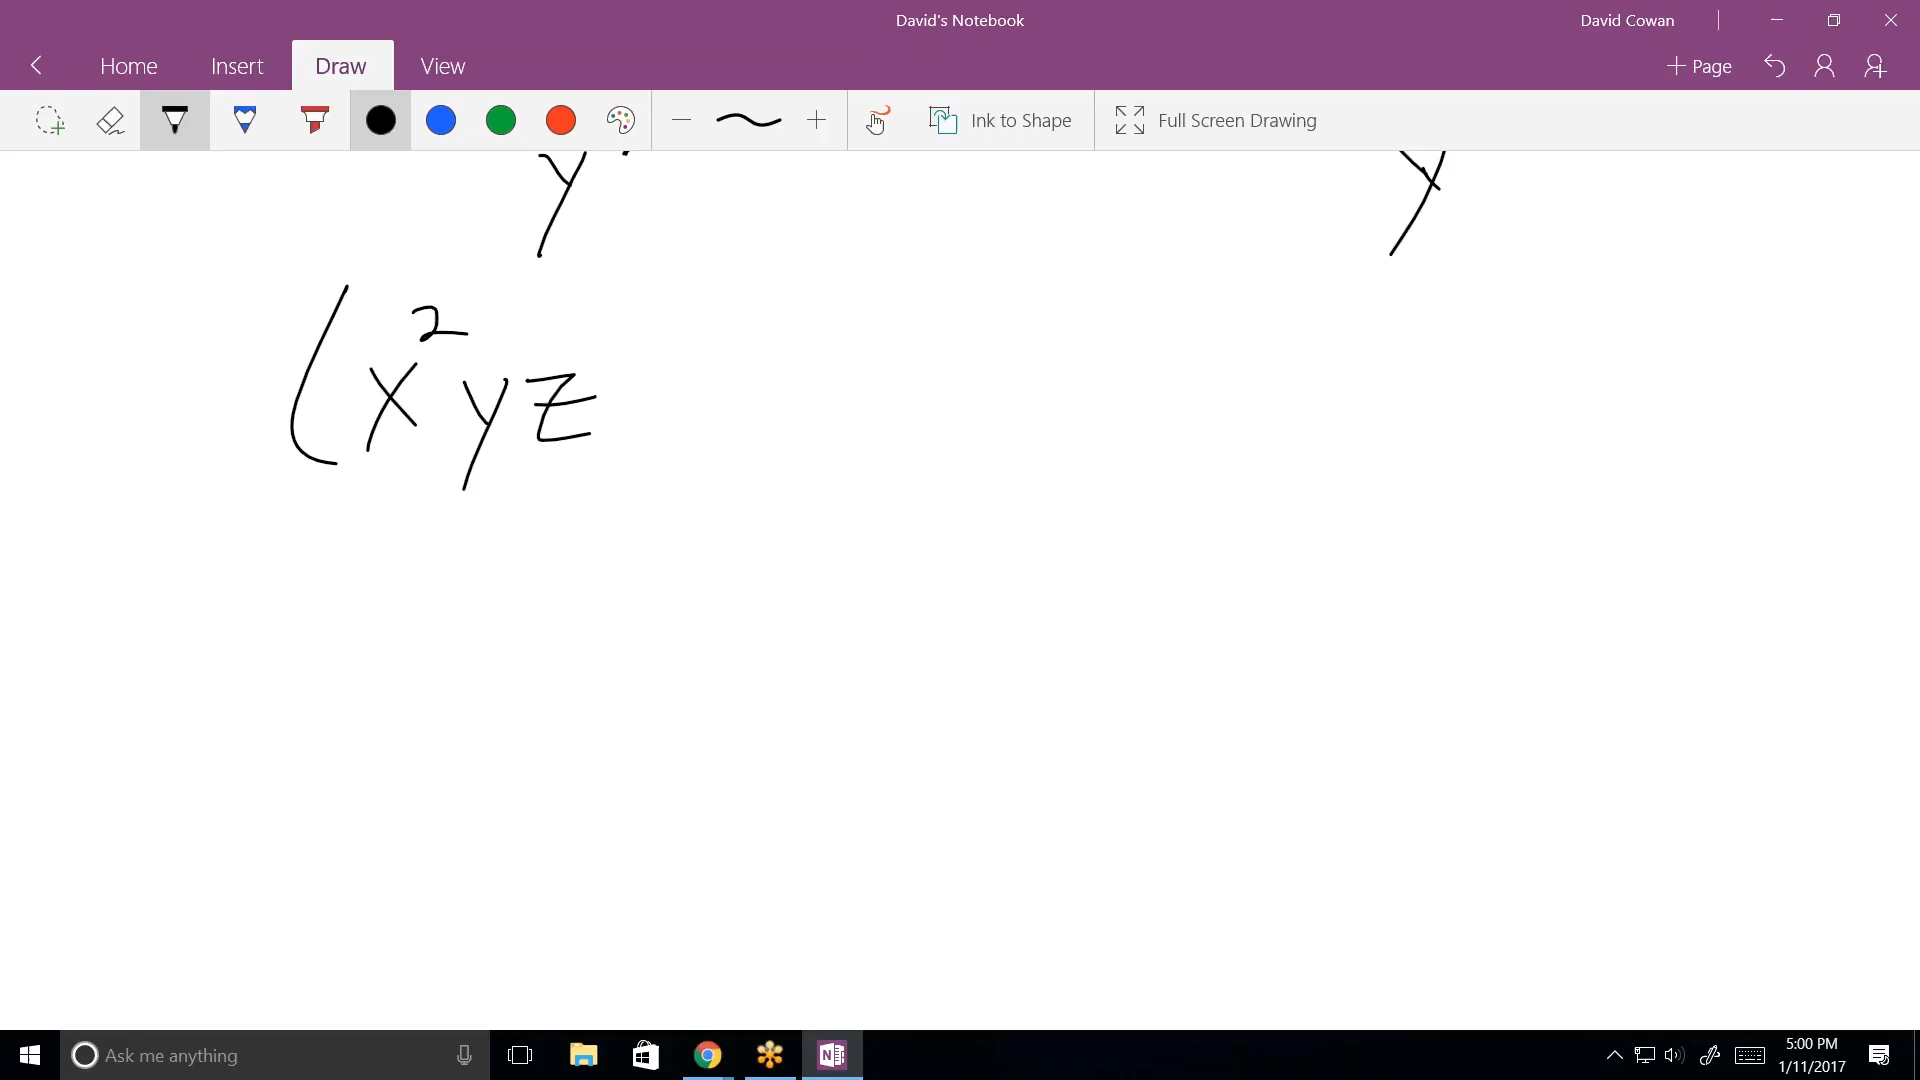 David's Notebook
David Cowan
Home Insert Draw View
Page
Ink to Shape
Full Screen Drawing
y y
(x²yz
Ask me anything
N
5:00 PM
1/11/2017